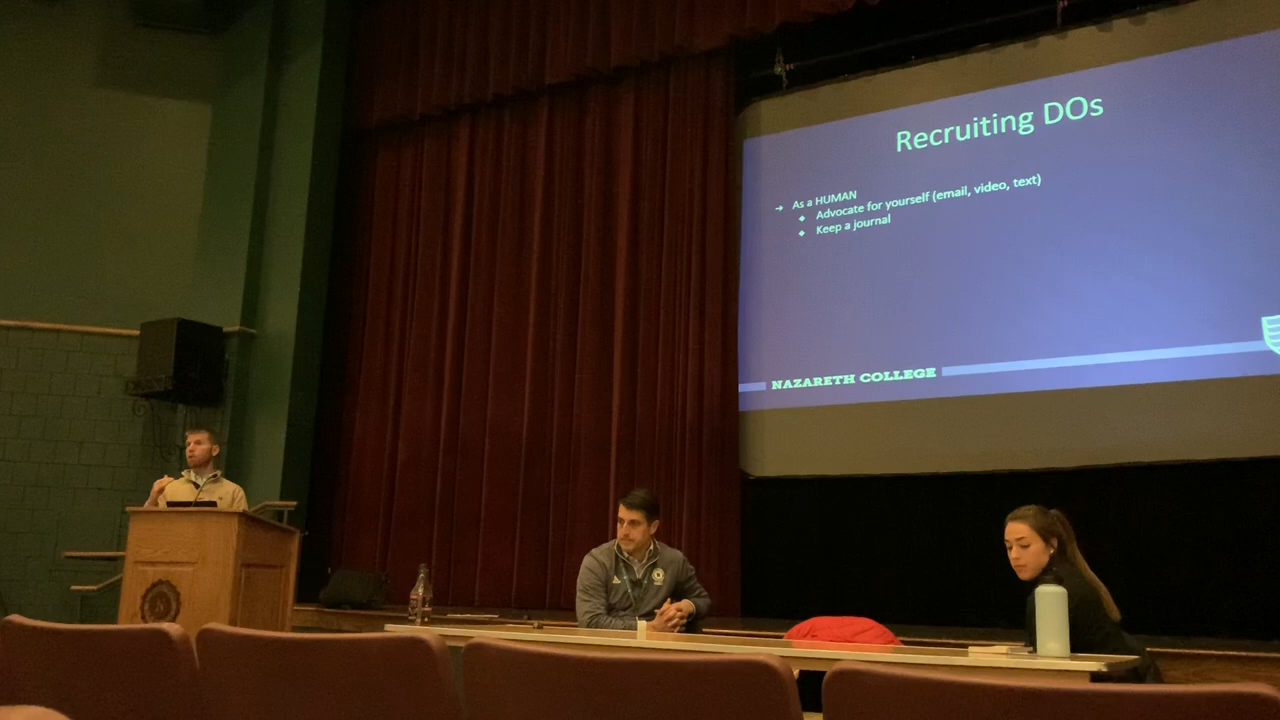 Recruiting DOs
➔ As a HUMAN
◆ Advocate for yourself (email, video, text)
◆ Keep a journal
NAZARETH COLLEGE
N